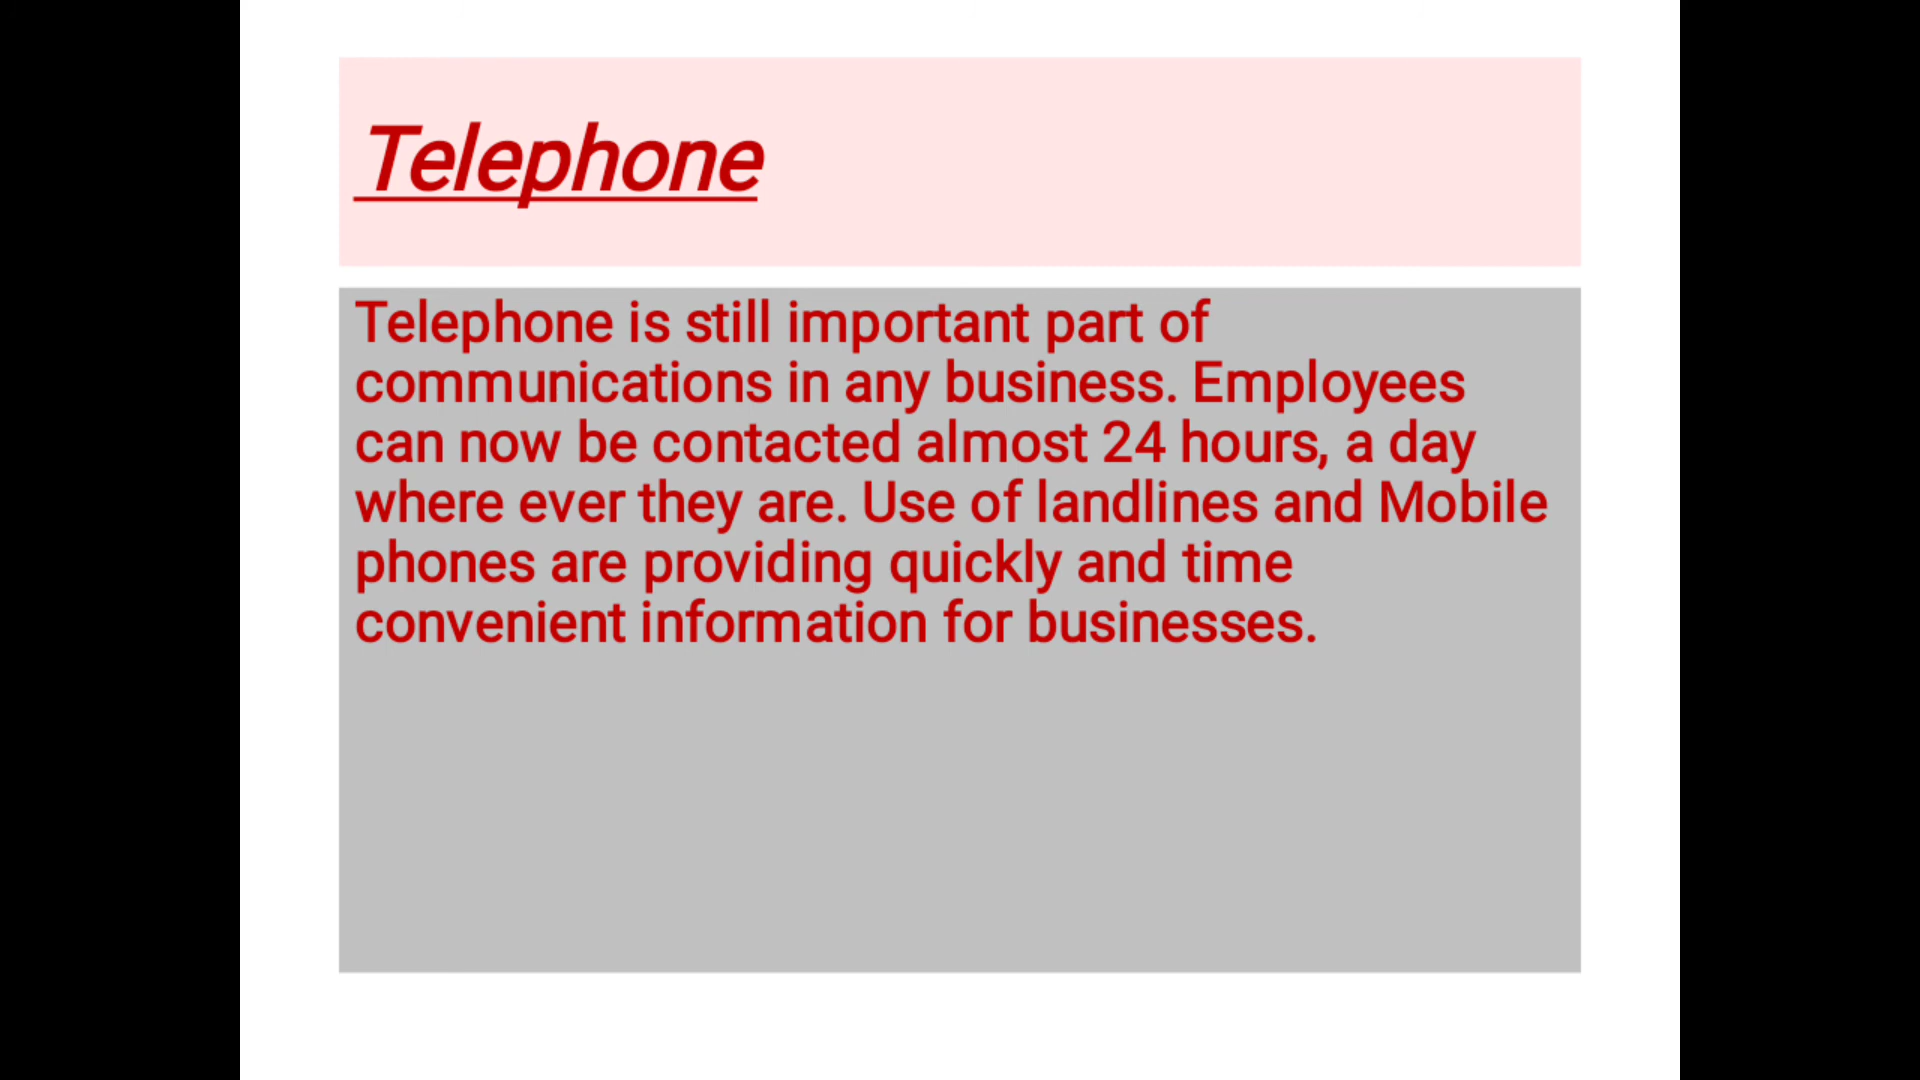 Telephone
Telephone is still important part of
communications in any business. Employees
can now be contacted almost 24 hours, a day
where ever they are. Use of landlines and Mobile
phones are providing quickly and time
convenient information for businesses.